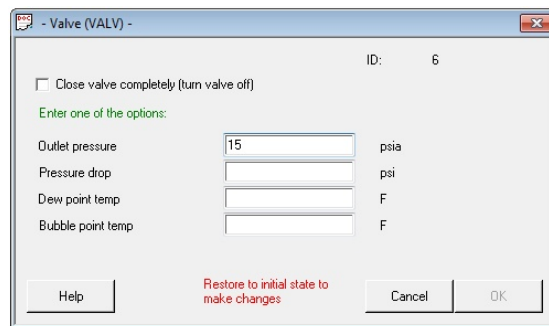 DOC
- Valve (VALV) -
ID: 6
Close valve completely (turn valve off)
Enter one of the options:
Outlet pressure 15 psia
Pressure drop psi
Dew point temp F
Bubble point temp F
Help
Restore to initial state to
make changes
Cancel
OK